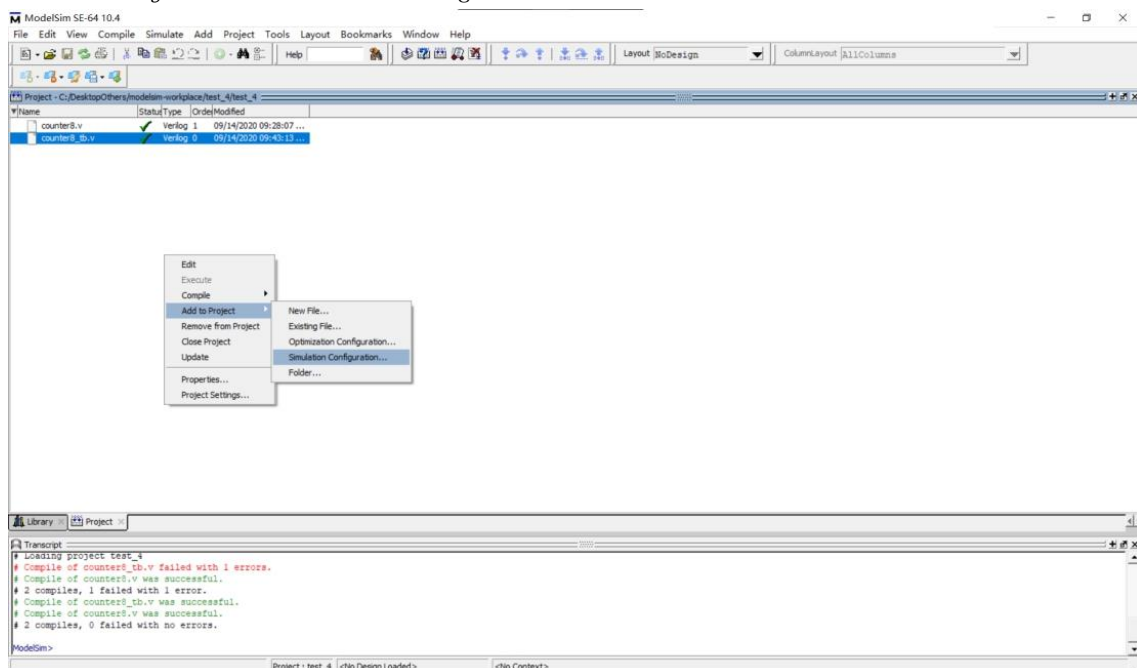 ModelSim SE-64 10.4
File Edit View Compile Simulate Add Project Tools Layout Bookmarks Window Help
Help Layout NoDesign ColumnLayout AllColumns
Project - C:/DesktopOthers/modelsim-workplace/test_4/test_4
Name Status Type Order Modified
counter8.v Verilog 1 09/14/2020 09:28:07 ...
counter8_tb.v Verilog 0 09/14/2020 09:43:13 ...
Edit
Execute
Compile
Add to Project
Remove from Project
Close Project
Update
Properties...
Project Settings...
New File...
Existing File...
Optimization Configuration...
Simulation Configuration...
Folder...
Library Project
Transcript
# Loading project test_4
# Compile of counter8_tb.v failed with 1 errors.
# Compile of counter8.v was successful.
# 2 compiles, 1 failed with 1 error.
# Compile of counter8_tb.v was successful.
# Compile of counter8.v was successful.
# 2 compiles, 0 failed with no errors.
ModelSim>
Project : test_4 <No Design Loaded> <No Context>